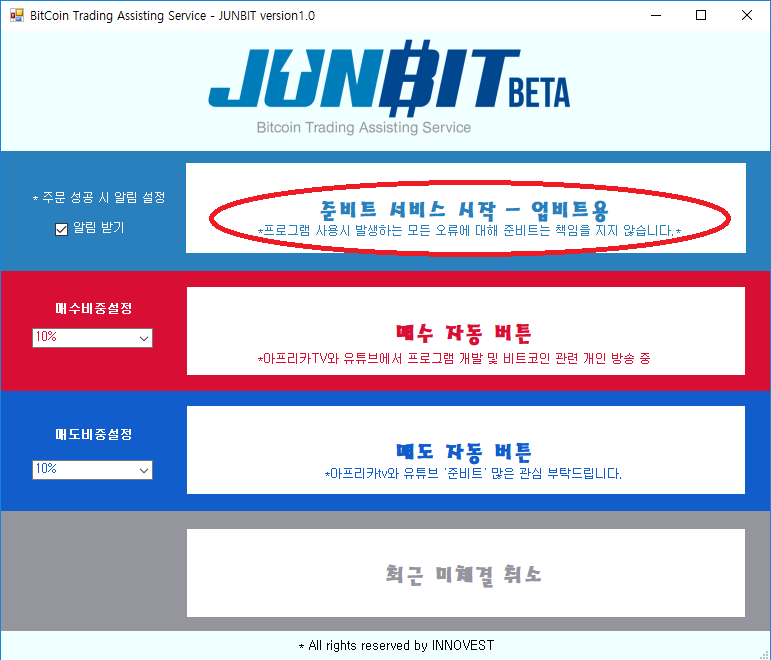 BitCoin Trading Assisting Service - JUNBIT version1.0
JUNBIT BETA
Bitcoin Trading Assisting Service
* 주문 성공 시 알림 설정
알림 받기
준비트 서비스 시작 - 업비트용
*프로그램 사용시 발생하는 모든 오류에 대해 준비트는 책임을 지지 않습니다.*
매수비중설정
10%
매수 자동 버튼
*아프리카TV와 유튜브에서 프로그램 개발 및 비트코인 관련 개인 방송 중
매도비중설정
10%
매도 자동 버튼
*아프리카tv와 유튜브 '준비트' 많은 관심 부탁드립니다.
최근 미체결 취소
* All rights reserved by INNOVEST